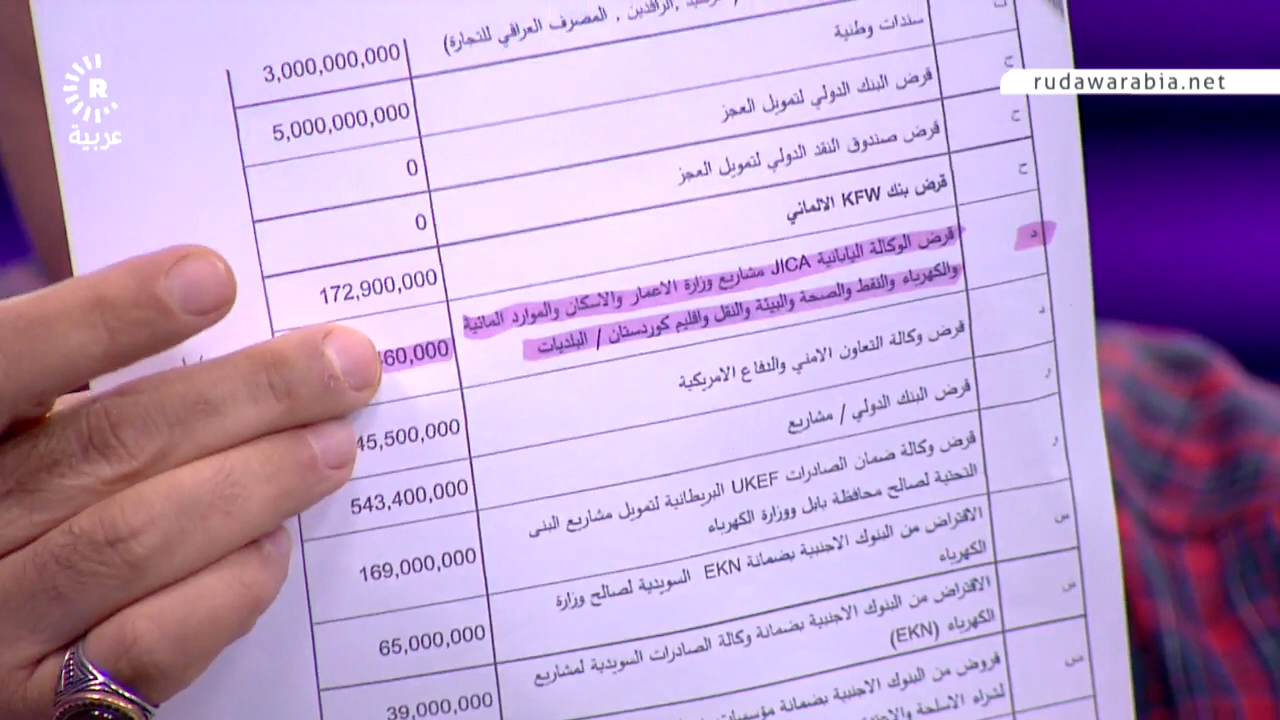 rudawarabia.net
R
عربية
الرافدين , المصرف العراقي للتجارة)
3,000,000,000
سندات وطنية
5,000,000,000
ح
قرض البنك الدولي لتمويل العجز
0
ح
قرض صندوق النقد الدولي لتمويل العجز
0
ح
قرض بنك KFW الالماني
172,900,000
د
قرض الوكالة اليابانية JICA مشاريع وزارة الاعمار والاسكان والموارد المائية
والكهرباء والنفط والصحة والبيئة والنقل واقليم كوردستان / البلديات
60,000
د
قرض وكالة التعاون الامني والدفاع الامريكية
45,500,000
ر
قرض البنك الدولي / مشاريع
543,400,000
ر
قرض وكالة ضمان الصادرات UKEF البريطانية لتمويل مشاريع البنى
التحتية لصالح محافظة بابل ووزارة الكهرباء
169,000,000
س
الاقتراض من البنوك الاجنبية بضمانة EKN السويدية لصالح وزارة
الكهرباء
65,000,000
س
الاقتراض من البنوك الاجنبية بضمانة وكالة الصادرات السويدية لمشاريع
الكهرباء (EKN)
39,000,000
س
قروض من البنوك الاجنبية بضمانة
لشراء الاسلحة